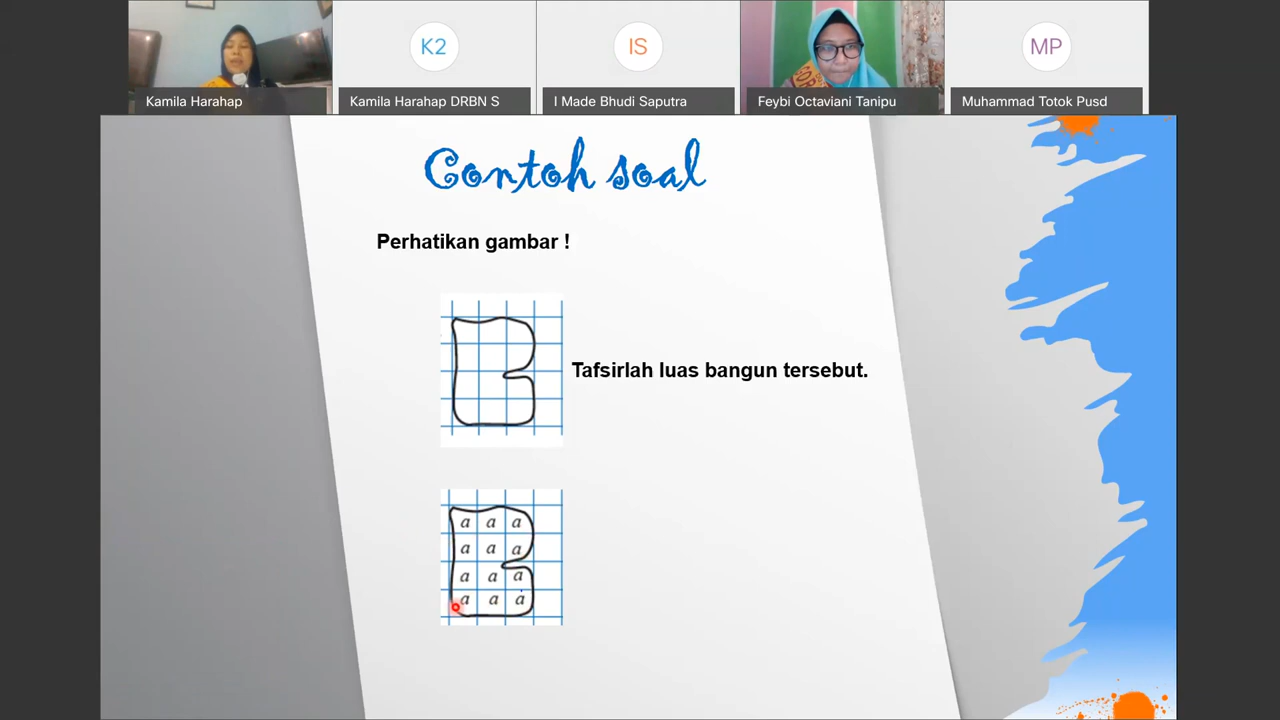 K2
IS
MP
Kamila Harahap
Kamila Harahap DRBN S
I Made Bhudi Saputra
Feybi Octaviani Tanipu
Muhammad Totok Pusd
Contoh soal
Perhatikan gambar !
Tafsirlah luas bangun tersebut.
a a a
a a a
a a a
a a a